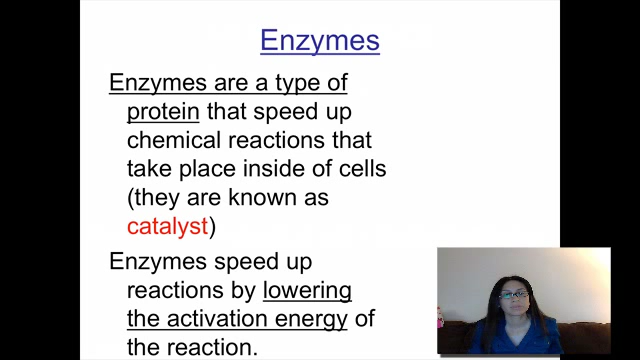 Enzymes
Enzymes are a type of
protein that speed up
chemical reactions that
take place inside of cells
(they are known as
catalyst)
Enzymes speed up
reactions by lowering
the activation energy of
the reaction.